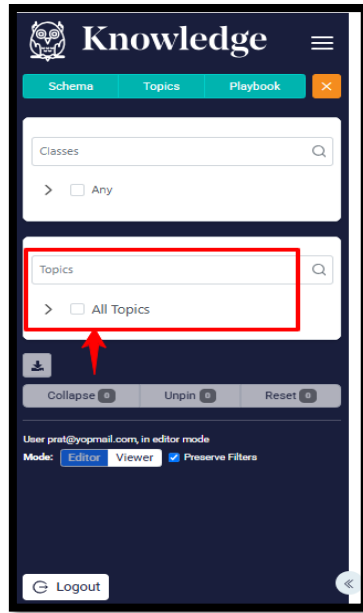 Knowledge
Schema Topics Playbook
Classes
Any
Topics
All Topics
Collapse 0 Unpin 0 Reset 0
User prat@yopmail.com, in editor mode
Mode: Editor Viewer Preserve Filters
Logout